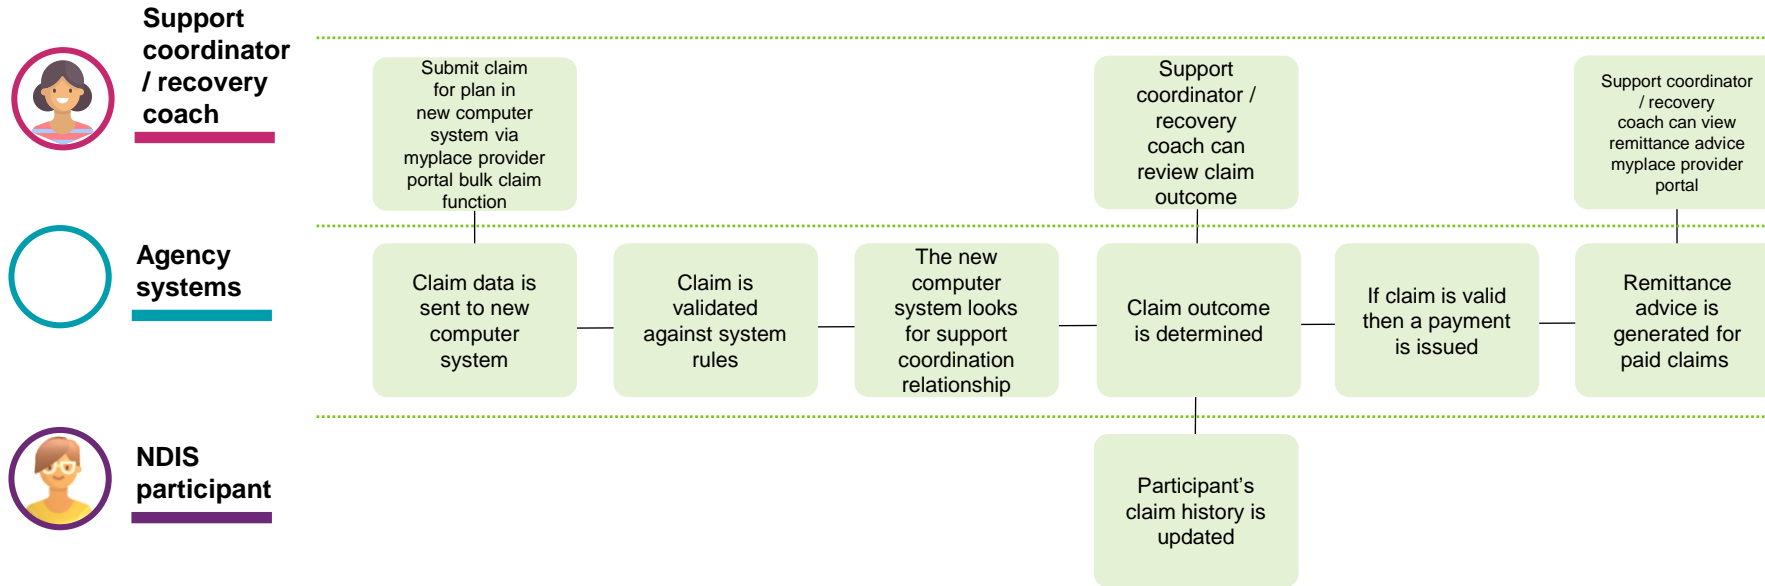 Support
coordinator
/ recovery
coach
Submit claim
for plan in
new computer
system via
myplace provider
portal bulk claim
function
Support
coordinator /
recovery
coach can
review claim
outcome
Support coordinator
/ recovery
coach can view
remittance advice
myplace provider
portal
Agency
systems
Claim data is
sent to new
computer
system
Claim is
validated
against system
rules
The new
computer
system looks
for support
coordination
relationship
Claim outcome
is determined
If claim is valid
then a payment
is issued
Remittance
advice is
generated for
paid claims
NDIS
participant
Participant’s
claim history is
updated